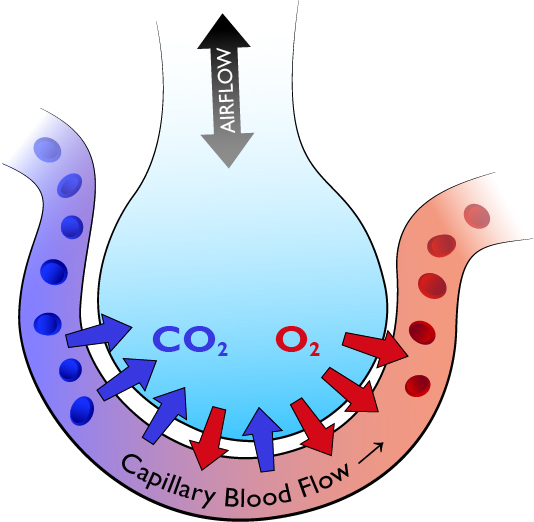 AIRFLOW
CO₂
O₂
Capillary Blood Flow →